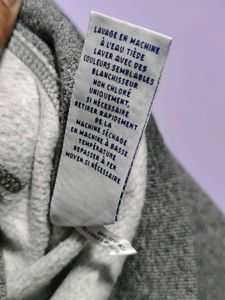 LAVAGE EN MACHINE
À L'EAU TIÈDE
LAVER AVEC DES
COULEURS SEMBLABLES
BLANCHISSEUR
NON CHLORÉ
UNIQUEMENT,
SI NÉCESSAIRE
RETIRER RAPIDEMENT
DE LA
MACHINE SÉCHAGE
EN MACHINE À BASSE
TEMPÉRATURE
REPASSER À FER
MOYEN SI NÉCESSAIRE